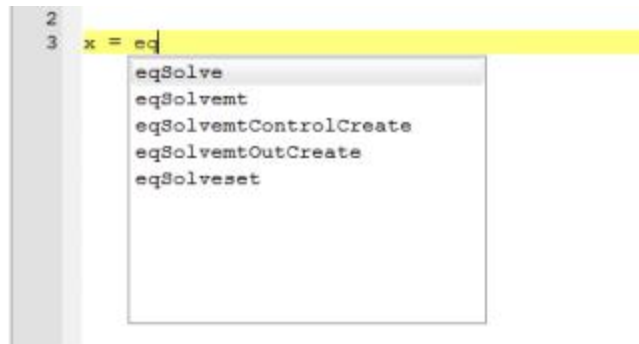 2
3 x = eq
eqSolve
eqSolvemt
eqSolvemtControlCreate
eqSolvemtOutCreate
eqSolveset